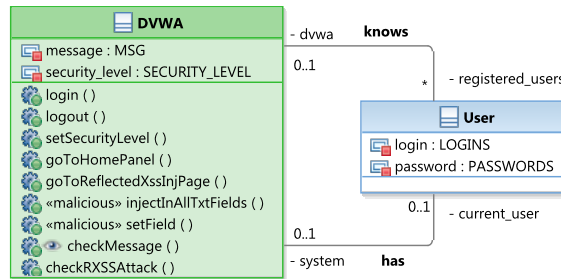 DVWA
message : MSG
security_level : SECURITY_LEVEL
login ( )
logout ( )
setSecurityLevel ( )
goToHomePanel ( )
goToReflectedXssInjPage ( )
«malicious» injectInAllTxtFields ( )
«malicious» setField ( )
checkMessage ( )
checkRXSSAttack ( )
- dvwa
knows
0..1
*
- registered_users
User
login : LOGINS
password : PASSWORDS
0..1
- current_user
0..1
- system
has